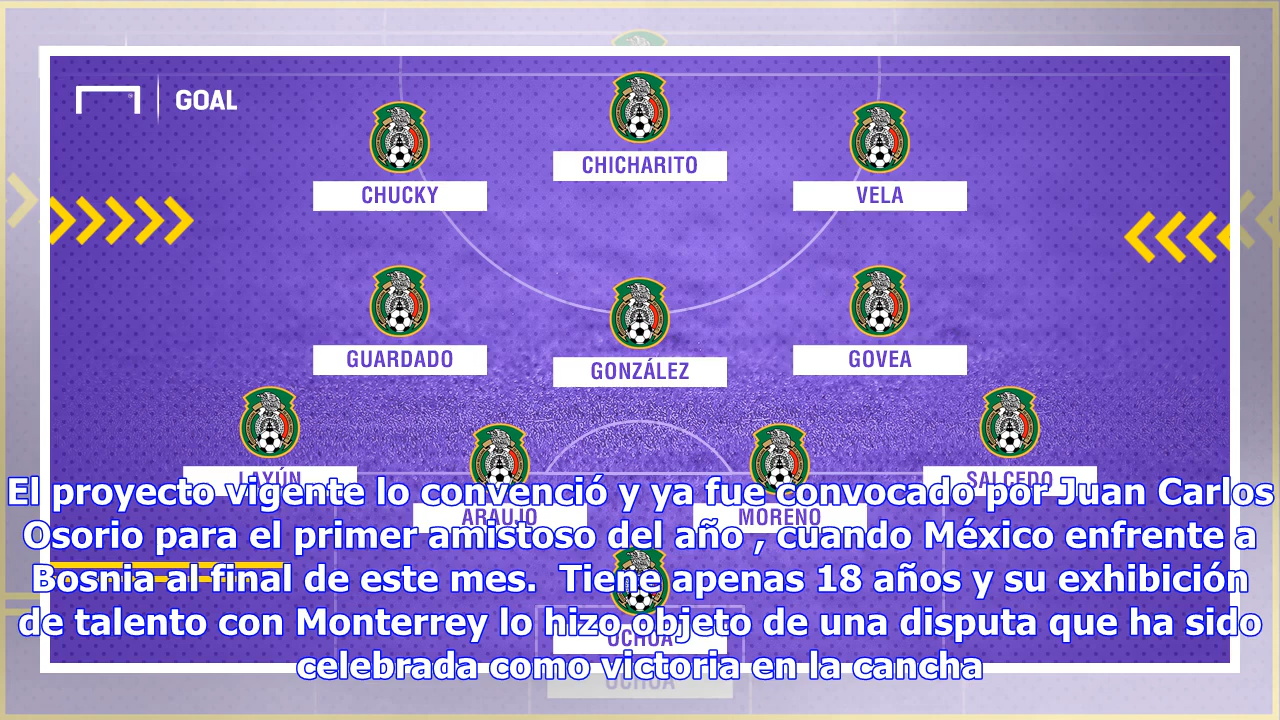 GOAL
CHICHARITO
CHUCKY
VELA
GUARDADO
GONZÁLEZ
GOVEA
LAYÚN
SALCEDO
ARAUJO
MORENO
OCHOA
El proyecto vigente lo convenció y ya fue convocado por Juan Carlos
Osorio para el primer amistoso del año , cuando México enfrente a
Bosnia al final de este mes.  Tiene apenas 18 años y su exhibición
de talento con Monterrey lo hizo objeto de una disputa que ha sido
celebrada como victoria en la cancha
OCHOA